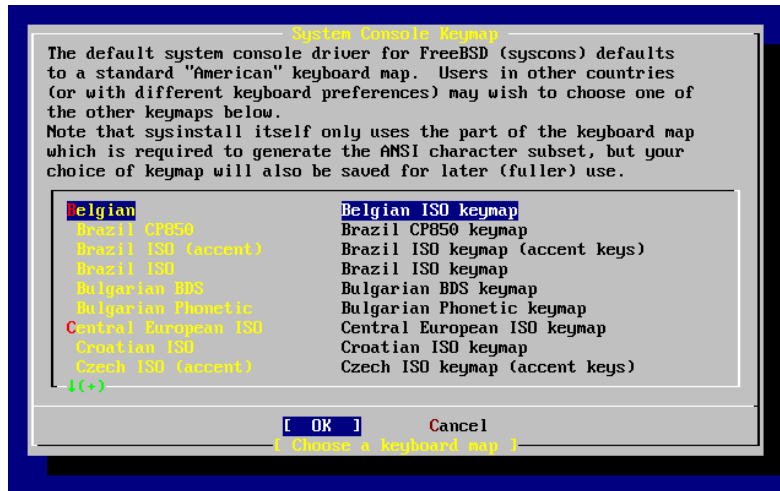 System Console Keymap
The default system console driver for FreeBSD (syscons) defaults
to a standard "American" keyboard map.  Users in other countries
(or with different keyboard preferences) may wish to choose one of
the other keymaps below.
Note that sysinstall itself only uses the part of the keyboard map
which is required to generate the ANSI character subset, but your
choice of keymap will also be saved for later (fuller) use.
Belgian Belgian ISO keymap
Brazil CP850 Brazil CP850 keymap
Brazil ISO (accent) Brazil ISO keymap (accent keys)
Brazil ISO Brazil ISO keymap
Bulgarian BDS Bulgarian BDS keymap
Bulgarian Phonetic Bulgarian Phonetic keymap
Central European ISO Central European ISO keymap
Croatian ISO Croatian ISO keymap
Czech ISO (accent) Czech ISO keymap (accent keys)
↓(+)
[ OK ] Cancel
[ Choose a keyboard map ]